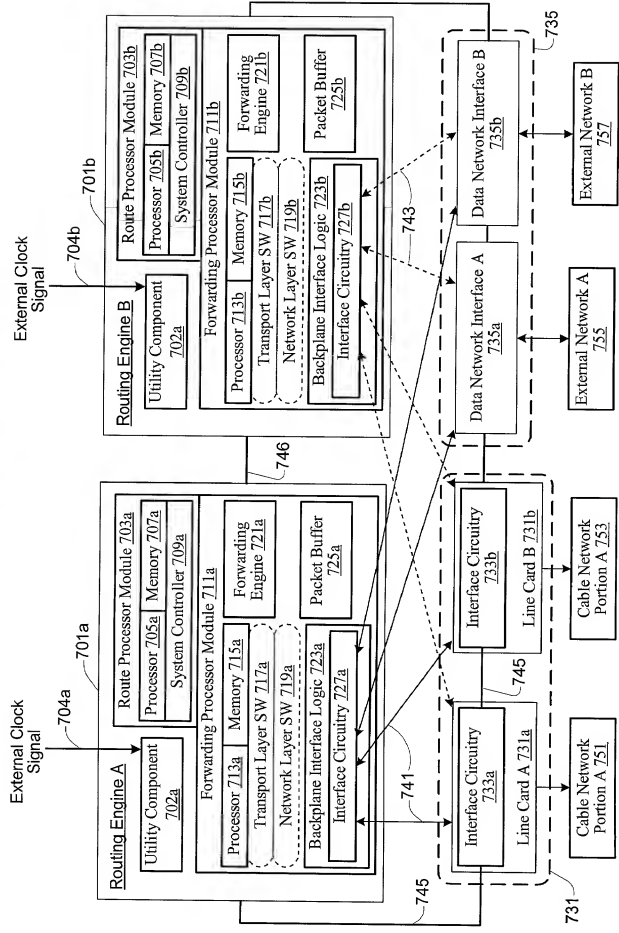 External Clock
Signal
704a
701a
Routing Engine A
Utility Component
702a
Route Processor Module 703a
Processor 705a
Memory 707a
System Controller 709a
Forwarding Processor Module 711a
Processor 713a
Memory 715a
Transport Layer SW 717a
Network Layer SW 719a
Forwarding
Engine 721a
Backplane Interface Logic 723a
Interface Circuitry 727a
Packet Buffer
725a
746
External Clock
Signal
704b
701b
Routing Engine B
Utility Component
702a
Route Processor Module 703b
Processor 705b
Memory 707b
System Controller 709b
Forwarding Processor Module 711b
Processor 713b
Memory 715b
Transport Layer SW 717b
Network Layer SW 719b
Forwarding
Engine 721b
Backplane Interface Logic 723b
Interface Circuitry 727b
Packet Buffer
725b
741
743
745
731
Interface Circuitry
733a
Line Card A 731a
745
Interface Circuitry
733b
Line Card B 731b
735
Data Network Interface A
735a
Data Network Interface B
735b
Cable Network
Portion A 751
Cable Network
Portion A 753
External Network A
755
External Network B
757